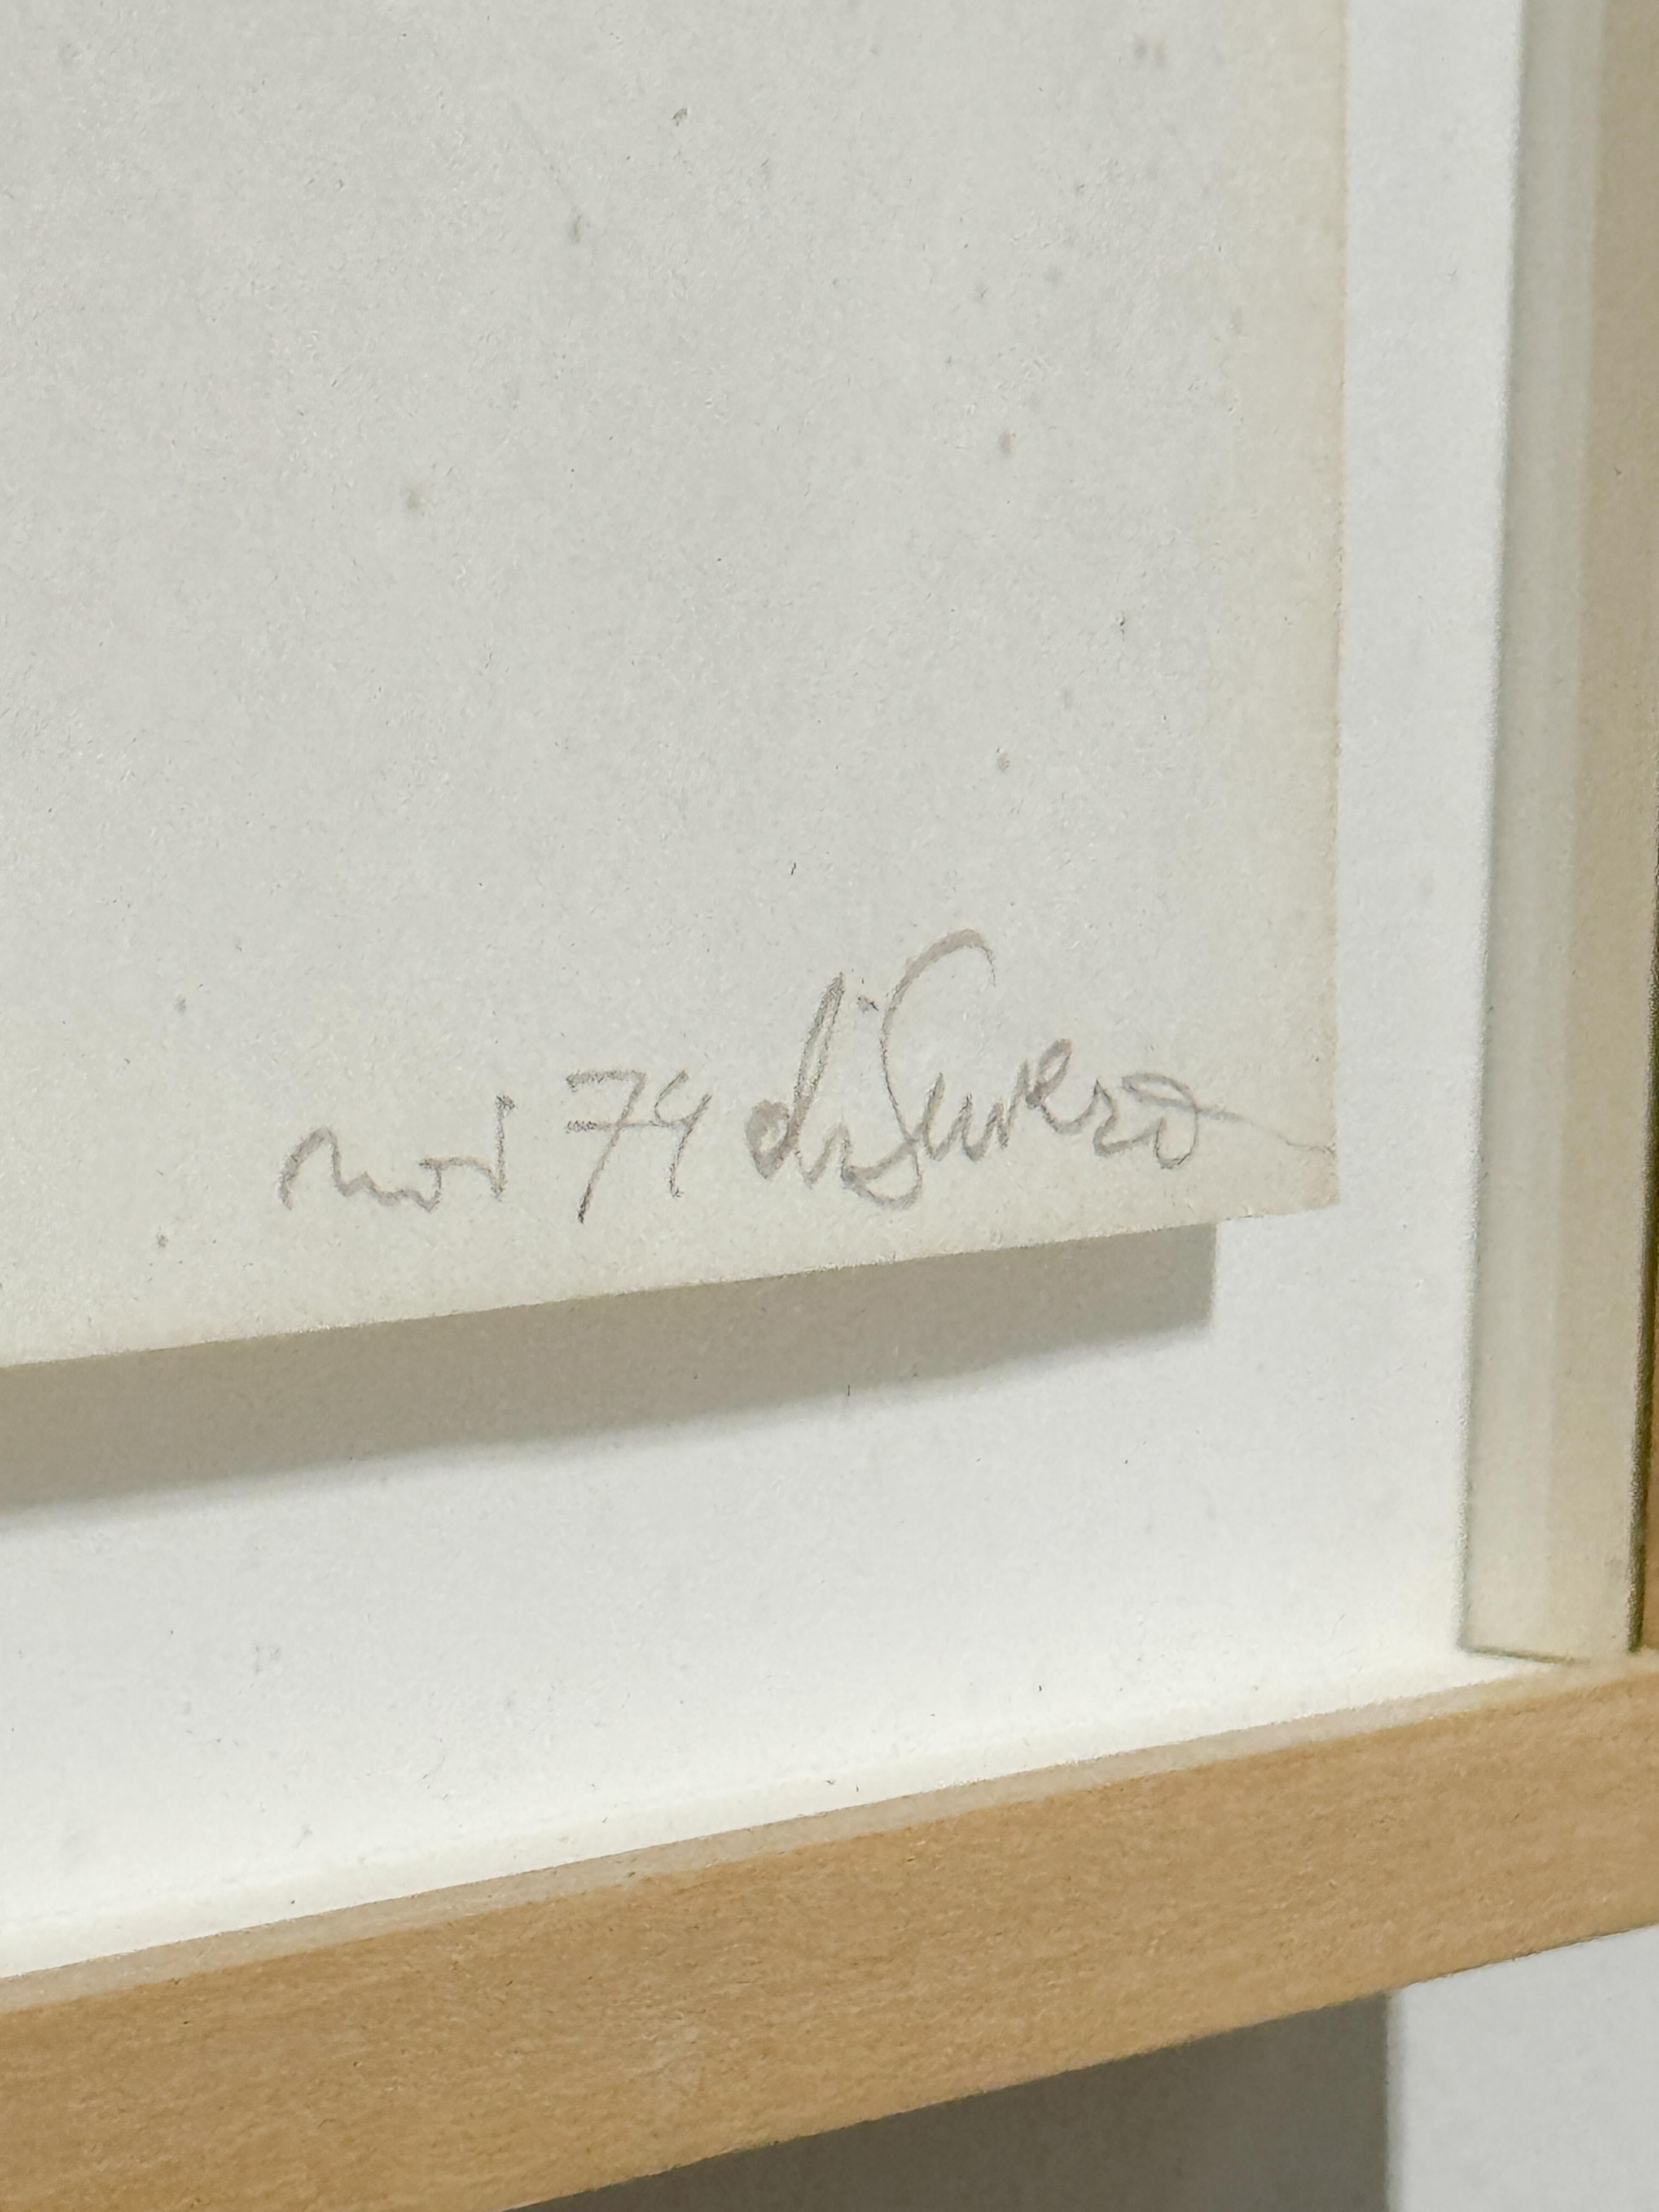 nov 74 di Suvero